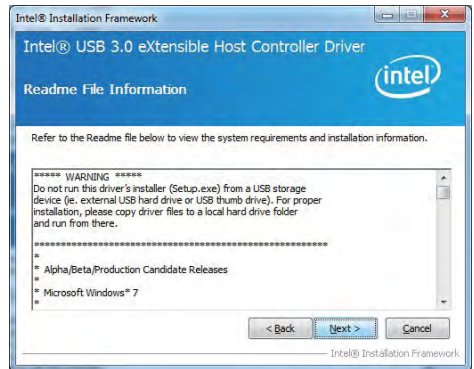 Intel® Installation Framework
Intel® USB 3.0 eXtensible Host Controller Driver
Readme File Information
intel
Refer to the Readme file below to view the system requirements and installation information.
***** WARNING *****
Do not run this driver's installer (Setup.exe) from a USB storage
device (ie. external USB hard drive or USB thumb drive). For proper
installation, please copy driver files to a local hard drive folder
and run from there.
*******************************************************
*
* Alpha/Beta/Production Candidate Releases
*
* Microsoft Windows* 7
*
< Back Next > Cancel
Intel® Installation Framework